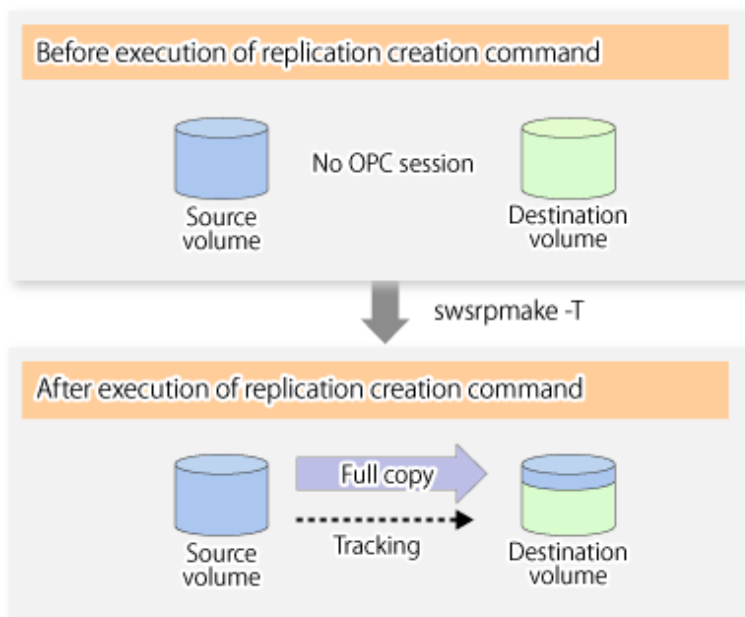 Before execution of replication creation command
No OPC session
Source
volume
Destination
volume
swsrpmake -T
After execution of replication creation command
Full copy
Tracking
Source
volume
Destination
volume